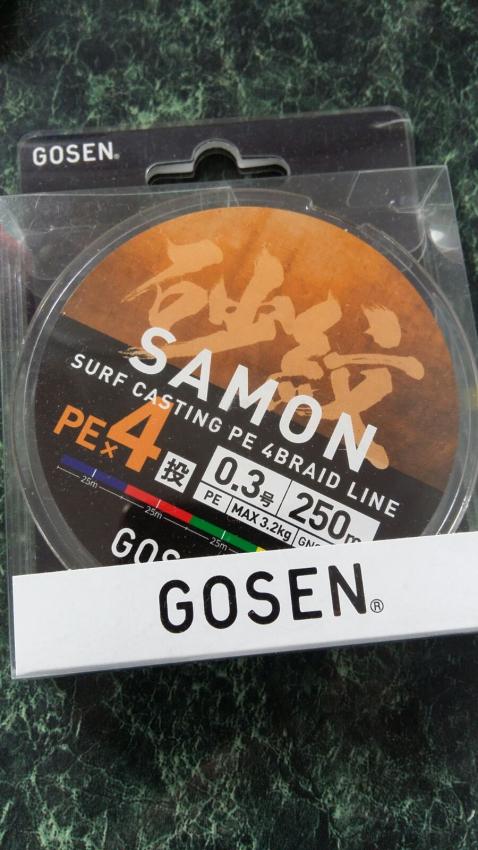 GOSEN®
砂紋
SAMON
SURF CASTING PE 4BRAID LINE
PE×4 投 0.3号 250m
PE MAX 3.2kg
25m 25m 25m
GOSEN®